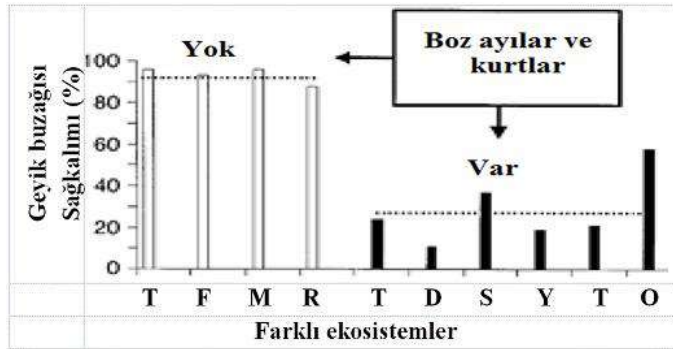 Geyik buzağısı
Sağkalımı (%)
100
80
60
40
20
0
Yok
Boz ayılar ve
kurtlar
Var
T F M R T D S Y T O
Farklı ekosistemler